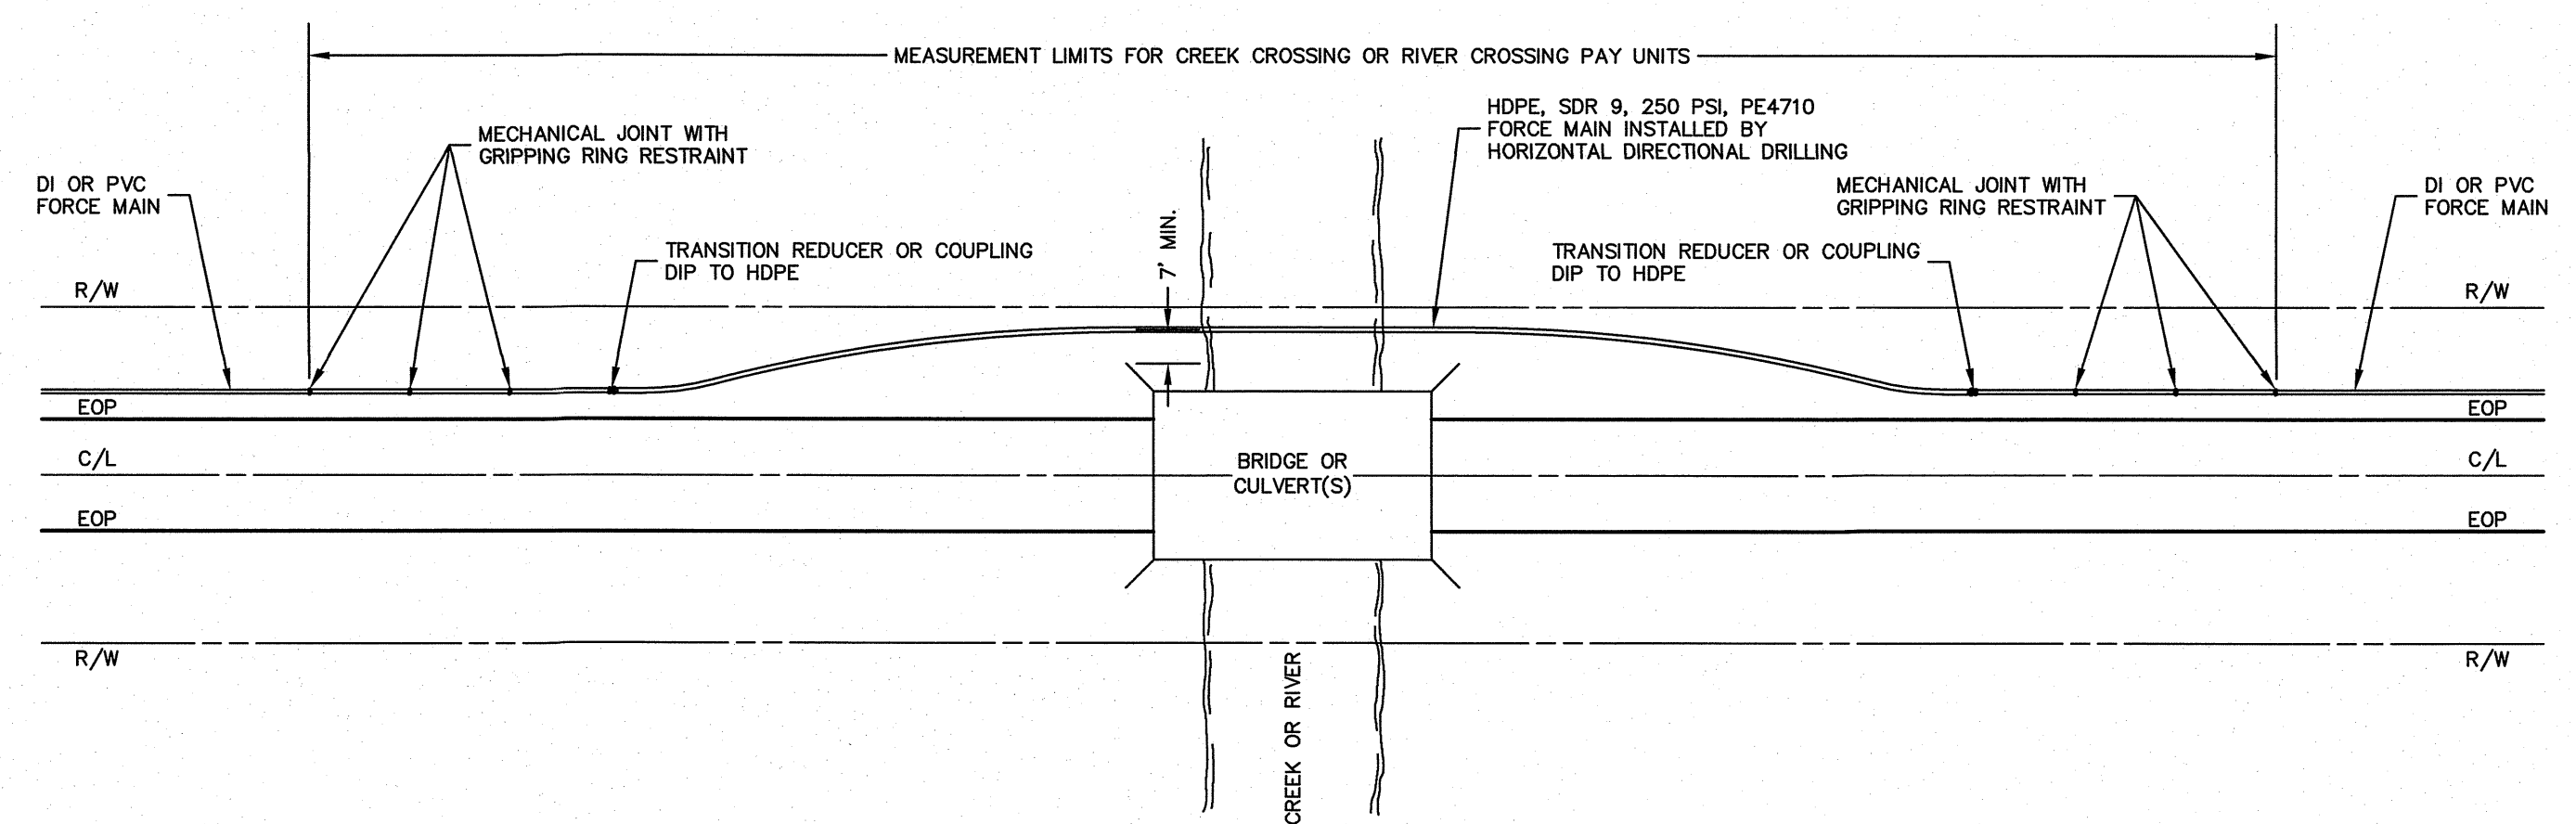 MEASUREMENT LIMITS FOR CREEK CROSSING OR RIVER CROSSING PAY UNITS
HDPE, SDR 9, 250 PSI, PE4710
FORCE MAIN INSTALLED BY
HORIZONTAL DIRECTIONAL DRILLING
MECHANICAL JOINT WITH
GRIPPING RING RESTRAINT
DI OR PVC
FORCE MAIN
MECHANICAL JOINT WITH
GRIPPING RING RESTRAINT
DI OR PVC
FORCE MAIN
TRANSITION REDUCER OR COUPLING
DIP TO HDPE
7' MIN.
TRANSITION REDUCER OR COUPLING
DIP TO HDPE
R/W
R/W
EOP
EOP
C/L
BRIDGE OR
CULVERT(S)
C/L
EOP
EOP
R/W
R/W
CREEK OR RIVER